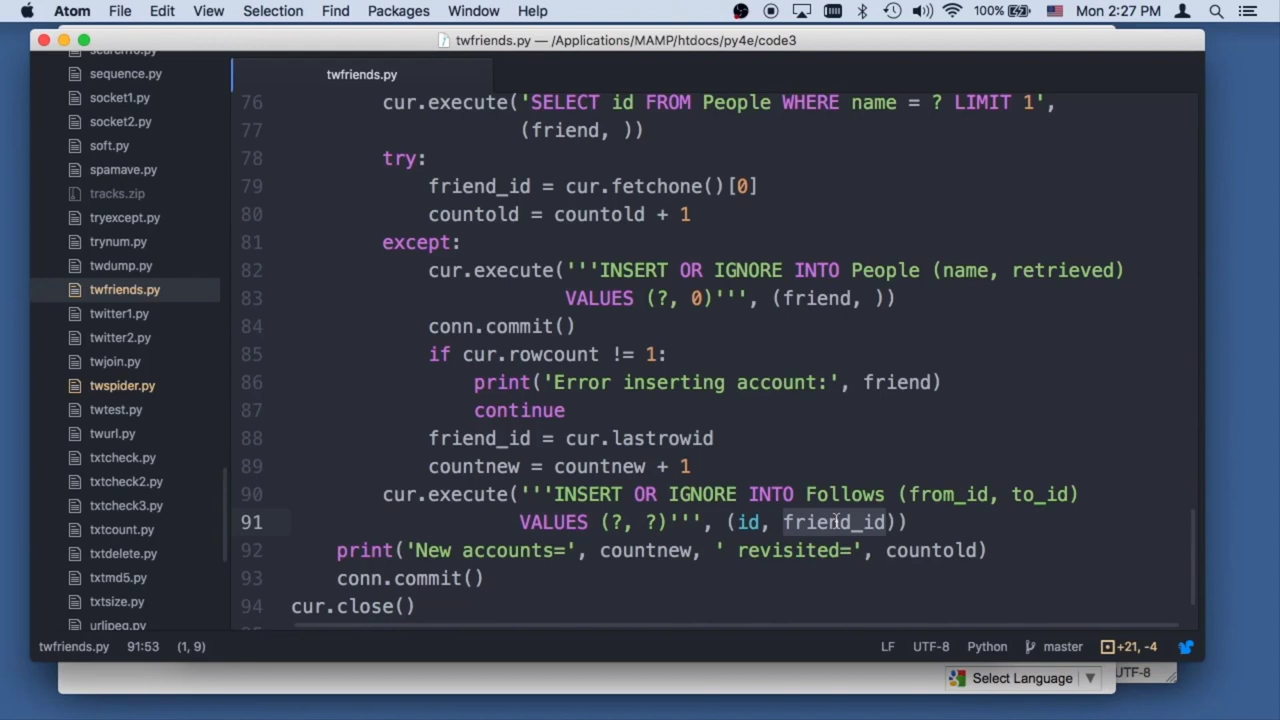 Atom File Edit View Selection Find Packages Window Help 100% Mon 2:27 PM
twfriends.py — /Applications/MAMP/htdocs/py4e/code3
twfriends.py
sequence.py
socket1.py
socket2.py
soft.py
spamave.py
tracks.zip
tryexcept.py
trynum.py
twdump.py
twfriends.py
twitter1.py
twitter2.py
twjoin.py
twspider.py
twtest.py
twurl.py
txtcheck.py
txtcheck2.py
txtcheck3.py
txtcount.py
txtdelete.py
txtmd5.py
txtsize.py
urljpeg.py
76 cur.execute('SELECT id FROM People WHERE name = ? LIMIT 1',
77 (friend, ))
78 try:
79 friend_id = cur.fetchone()[0]
80 countold = countold + 1
81 except:
82 cur.execute('''INSERT OR IGNORE INTO People (name, retrieved)
83 VALUES (?, 0)''', (friend, ))
84 conn.commit()
85 if cur.rowcount != 1:
86 print('Error inserting account:', friend)
87 continue
88 friend_id = cur.lastrowid
89 countnew = countnew + 1
90 cur.execute('''INSERT OR IGNORE INTO Follows (from_id, to_id)
91 VALUES (?, ?)''', (id, friend_id))
92 print('New accounts=', countnew, ' revisited=', countold)
93 conn.commit()
94 cur.close()
twfriends.py 91:53 (1, 9) LF UTF-8 Python master +21, -4
Select Language ▼ UTF-8